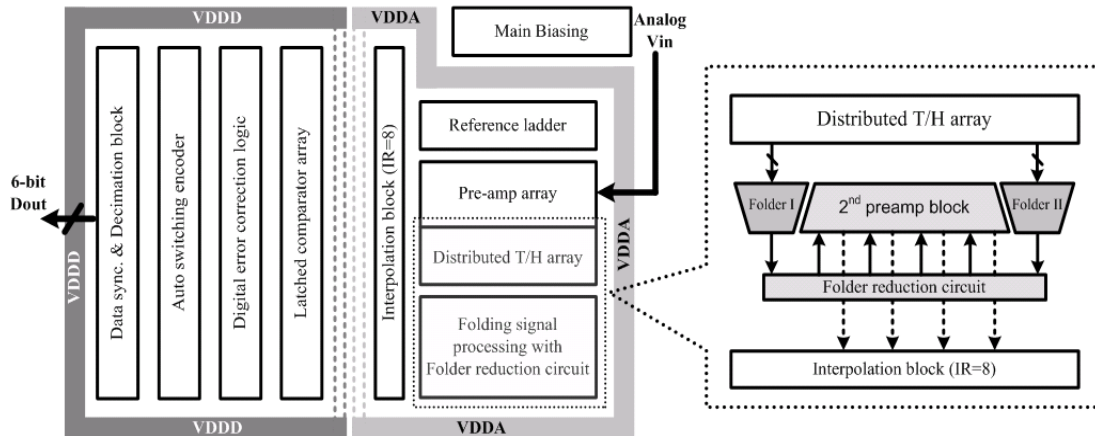 VDDD
VDDA
Main Biasing
Analog
Vin
6-bit
Dout
VDDD
Data sync. & Decimation block
Auto switching encoder
Digital error correction logic
Latched comparator array
Interpolation block (IR=8)
Reference ladder
Pre-amp array
Distributed T/H array
Folding signal
processing with
Folder reduction circuit
VDDA
VDDD
VDDA
Distributed T/H array
Folder I
2nd preamp block
Folder II
Folder reduction circuit
Interpolation block (IR=8)